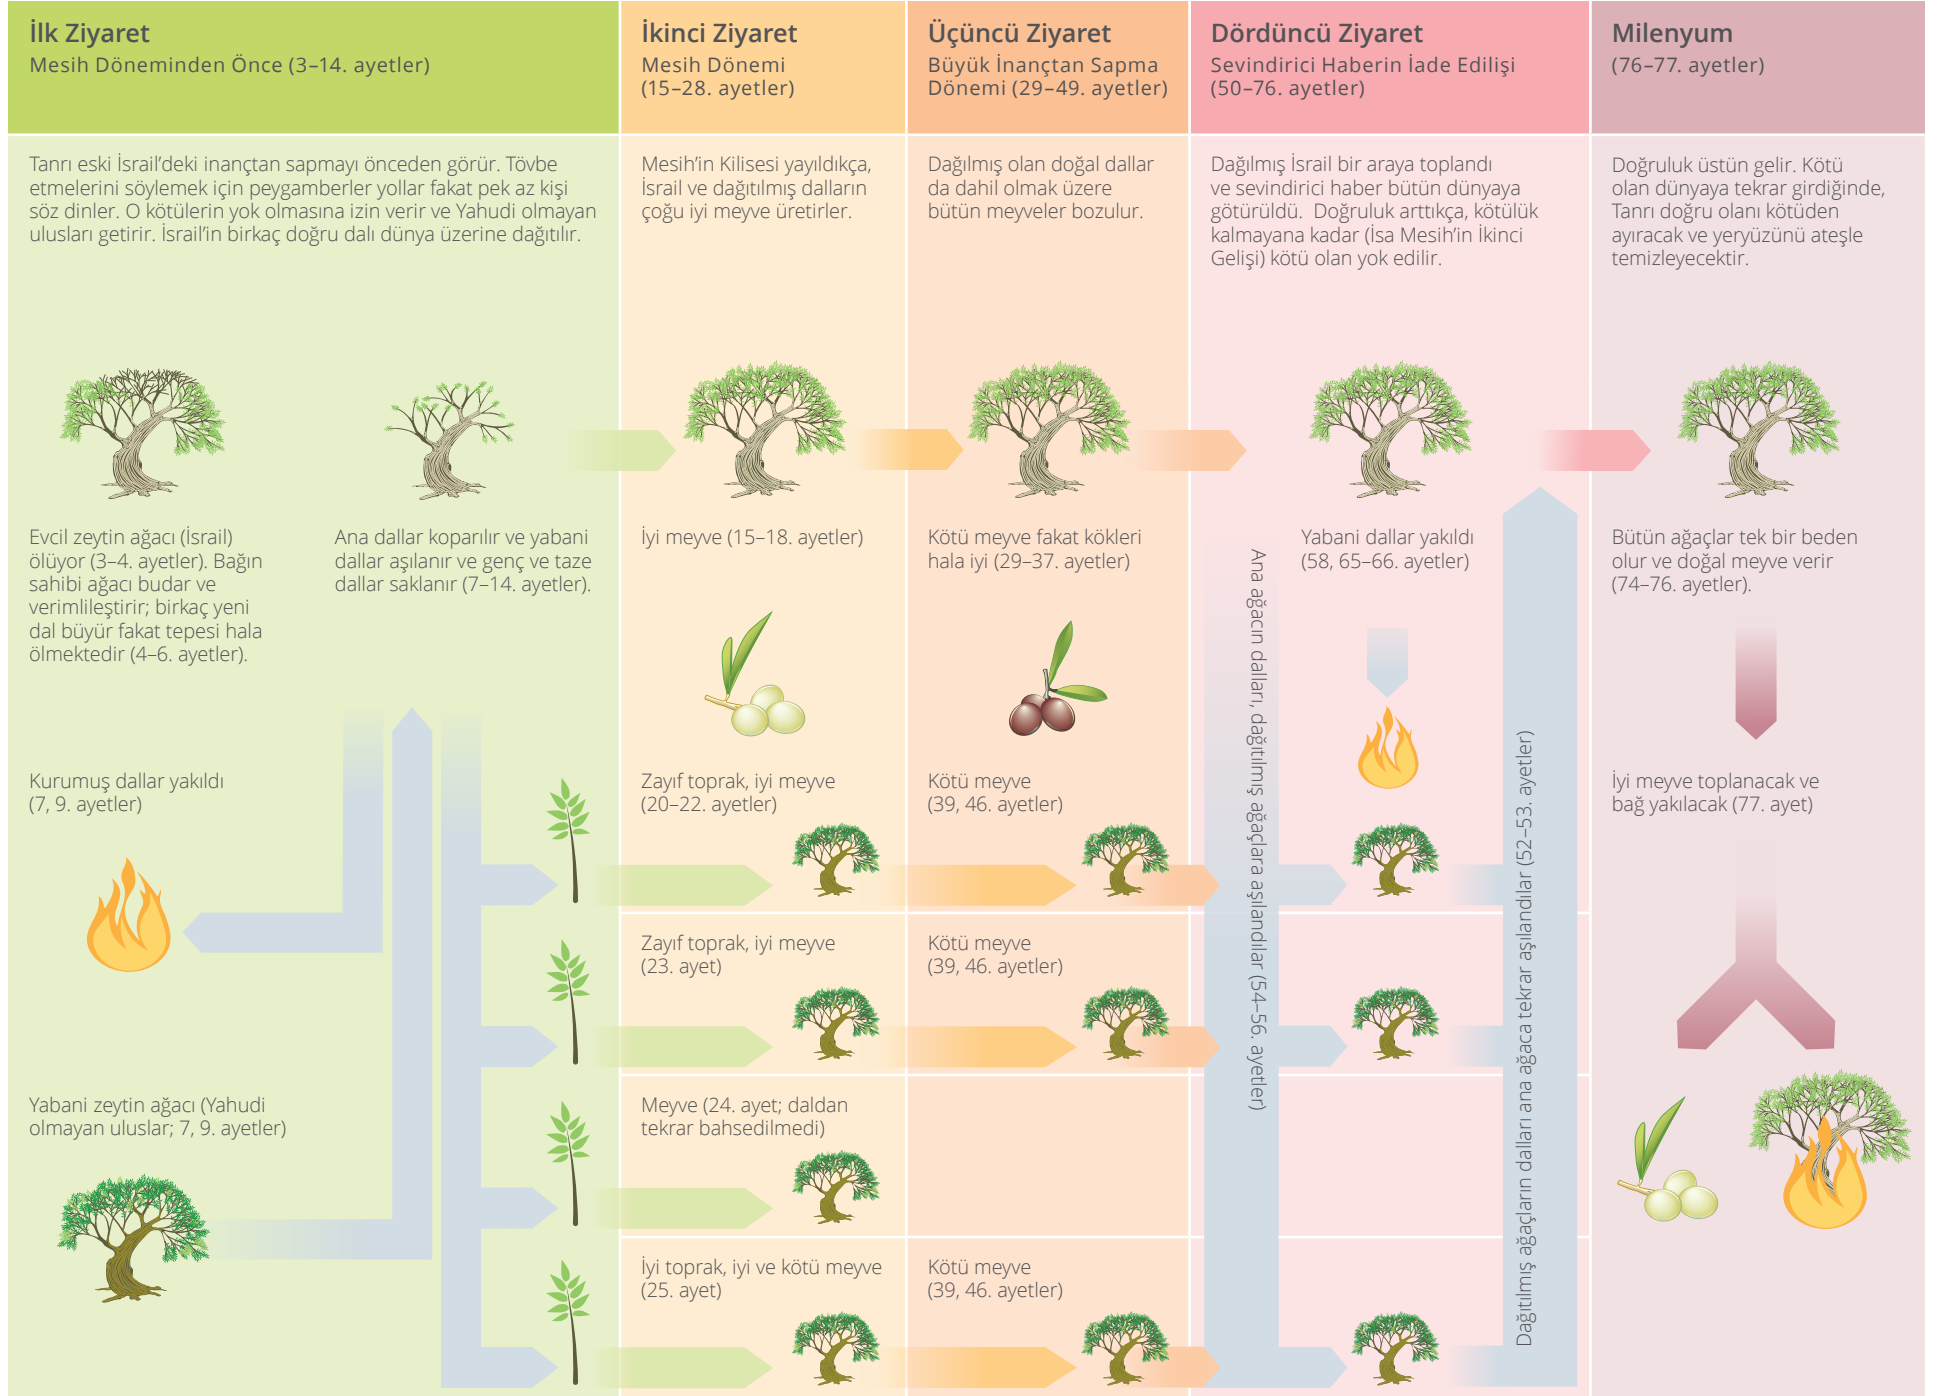 İlk Ziyaret
Mesih Döneminden Önce (3–14. ayetler)
İkinci Ziyaret
Mesih Dönemi
(15–28. ayetler)
Üçüncü Ziyaret
Büyük İnançtan Sapma
Dönemi (29–49. ayetler)
Dördüncü Ziyaret
Sevindirici Haberin İade Edilişi
(50–76. ayetler)
Milenyum
(76–77. ayetler)
Tanrı eski İsrail’deki inançtan sapmayı önceden görür. Tövbe
etmelerini söylemek için peygamberler yollar fakat pek az kişi
söz dinler. O kötülerin yok olmasına izin verir ve Yahudi olmayan
ulusları getirir. İsrail’in birkaç doğru dalı dünya üzerine dağıtılır.
Mesih’in Kilisesi yayıldıkça,
İsrail ve dağıtılmış dalların
çoğu iyi meyve üretirler.
Dağılmış olan doğal dallar
da dahil olmak üzere
bütün meyveler bozulur.
Dağılmış İsrail bir araya toplandı
ve sevindirici haber bütün dünyaya
götürüldü. Doğruluk arttıkça, kötülük
kalmayana kadar (İsa Mesih’in İkinci
Gelişi) kötü olan yok edilir.
Doğruluk üstün gelir. Kötü
olan dünyaya tekrar girdiğinde,
Tanrı doğru olanı kötüden
ayıracak ve yeryüzünü ateşle
temizleyecektir.
Evcil zeytin ağacı (İsrail)
ölüyor (3–4. ayetler). Bağın
sahibi ağacı budar ve
verimlileştirir; birkaç yeni
dal büyür fakat tepesi hala
ölmektedir (4–6. ayetler).
Ana dallar koparılır ve yabani
dallar aşılanır ve genç ve taze
dallar saklanır (7–14. ayetler).
İyi meyve (15–18. ayetler)
Kötü meyve fakat kökleri
hala iyi (29–37. ayetler)
Yabani dallar yakıldı
(58, 65–66. ayetler)
Bütün ağaçlar tek bir beden
olur ve doğal meyve verir
(74–76. ayetler).
Kurumuş dallar yakıldı
(7, 9. ayetler)
Zayıf toprak, iyi meyve
(20–22. ayetler)
Kötü meyve
(39, 46. ayetler)
Ana ağacın dalları, dağıtılmış ağaçlara aşılandılar (54–56. ayetler)
Dağıtılmış ağaçların dalları ana ağaca tekrar aşılandılar (52–53. ayetler)
İyi meyve toplanacak ve
bağ yakılacak (77. ayet)
Zayıf toprak, iyi meyve
(23. ayet)
Kötü meyve
(39, 46. ayetler)
Yabani zeytin ağacı (Yahudi
olmayan uluslar; 7, 9. ayetler)
Meyve (24. ayet; daldan
tekrar bahsedilmedi)
İyi toprak, iyi ve kötü meyve
(25. ayet)
Kötü meyve
(39, 46. ayetler)